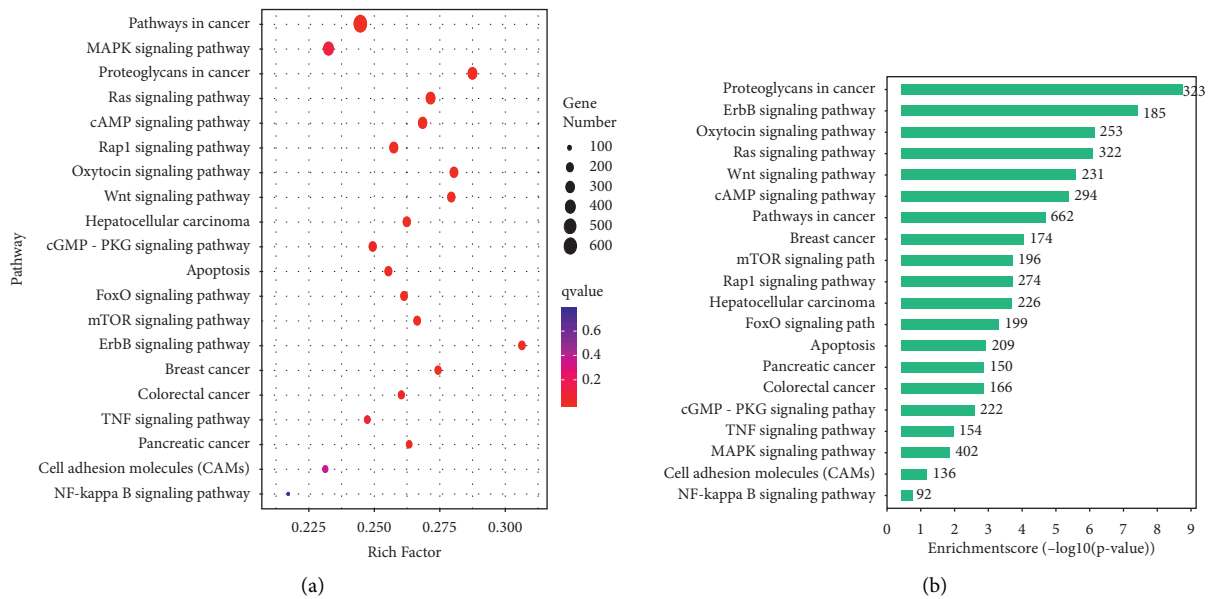 Pathways in cancer
MAPK signaling pathway
Proteoglycans in cancer
Ras signaling pathway
cAMP signaling pathway
Rap1 signaling pathway
Oxytocin signaling pathway
Wnt signaling pathway
Hepatocellular carcinoma
cGMP - PKG signaling pathway
Apoptosis
FoxO signaling pathway
mTOR signaling pathway
ErbB signaling pathway
Breast cancer
Colorectal cancer
TNF signaling pathway
Pancreatic cancer
Cell adhesion molecules (CAMs)
NF-kappa B signaling pathway
Pathway
0.225 0.250 0.275 0.300
Rich Factor
Gene
Number
100
200
300
400
500
600
qvalue
0.6
0.4
0.2
(a)
Proteoglycans in cancer 323
ErbB signaling pathway 185
Oxytocin signaling pathway 253
Ras signaling pathway 322
Wnt signaling pathway 231
cAMP signaling pathway 294
Pathways in cancer 662
Breast cancer 174
mTOR signaling path 196
Rap1 signaling pathway 274
Hepatocellular carcinoma 226
FoxO signaling path 199
Apoptosis 209
Pancreatic cancer 150
Colorectal cancer 166
cGMP - PKG signaling pathay 222
TNF signaling pathway 154
MAPK signaling pathway 402
Cell adhesion molecules (CAMs) 136
NF-kappa B signaling pathway 92
0 1 2 3 4 5 6 7 8 9
Enrichmentscore (–log10(p-value))
(b)